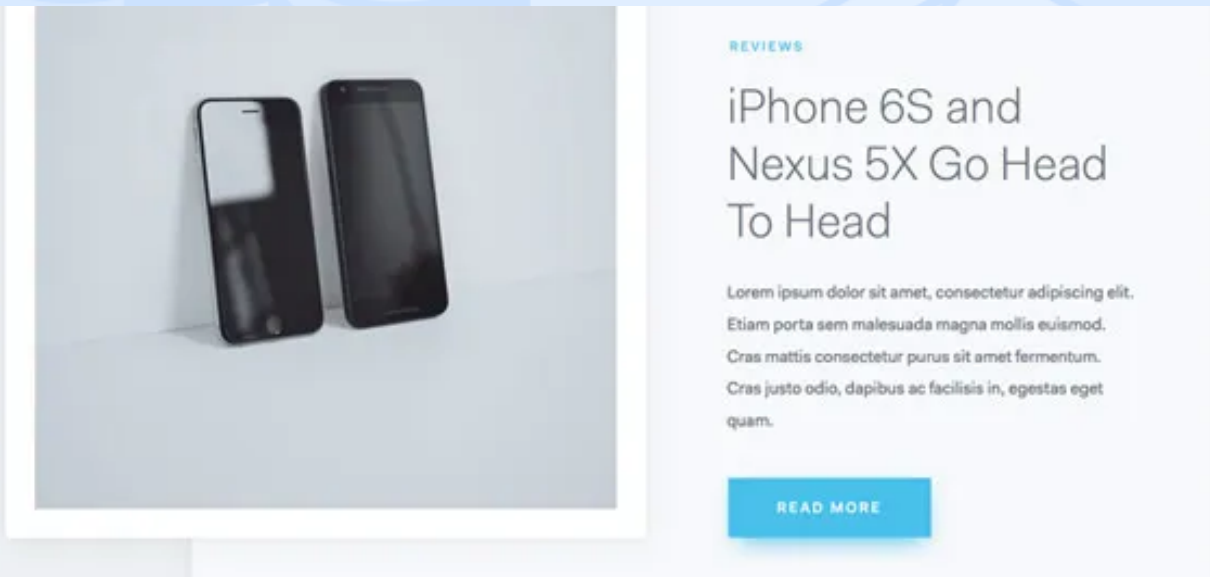 REVIEWS
iPhone 6S and
Nexus 5X Go Head
To Head
Lorem ipsum dolor sit amet, consectetur adipiscing elit.
Etiam porta sem malesuada magna mollis euismod.
Cras mattis consectetur purus sit amet fermentum.
Cras justo odio, dapibus ac facilisis in, egestas eget
quam.
READ MORE